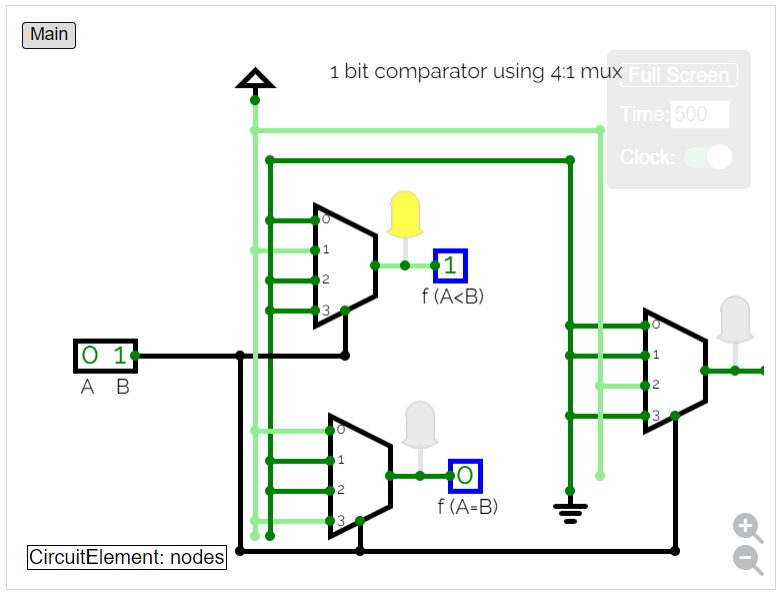 Main
1 bit comparator using 4:1 mux
Full Screen
Time: 500
Clock:
0
1
2
3
1
f (A<B)
0 1
A B
0
1
2
3
0
f (A=B)
0
1
2
3
CircuitElement: nodes